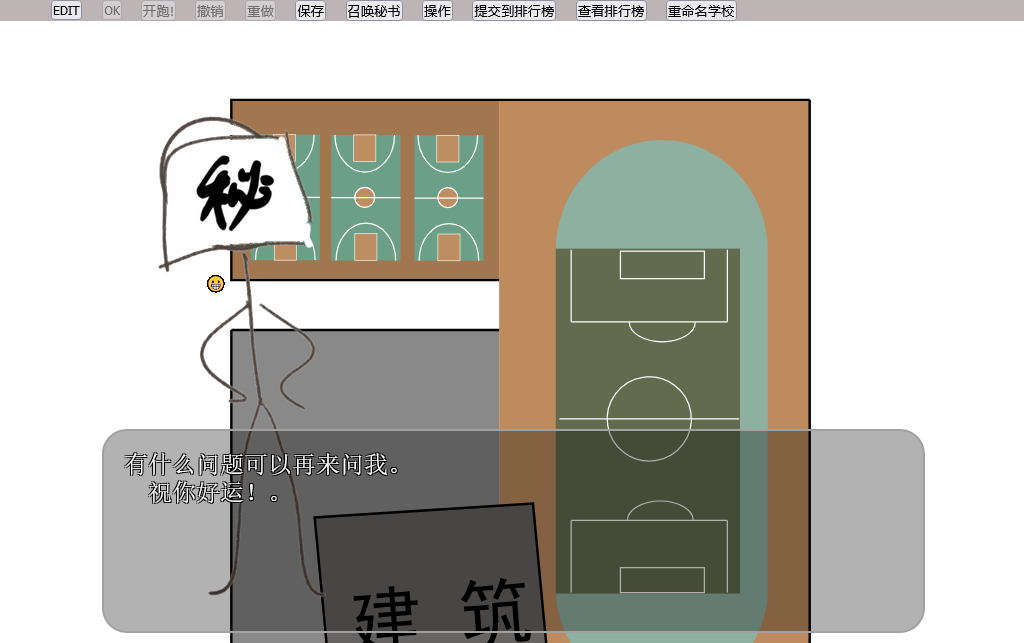 EDIT OK 开跑! 撤销 重做 保存 召唤秘书 操作 提交到排行榜 查看排行榜 重命名学校
秘
有什么问题可以再来问我。
祝你好运！。
建 筑